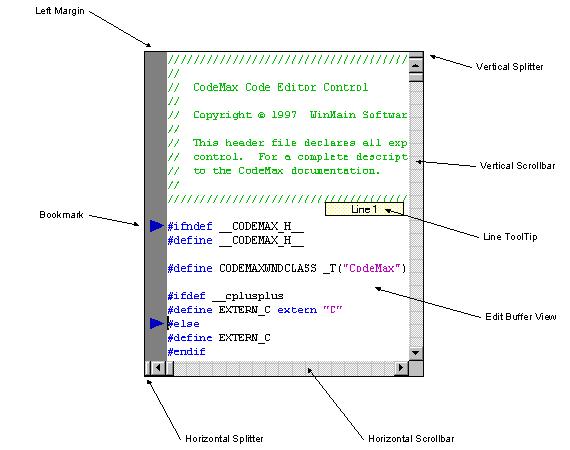 Left Margin
Vertical Splitter
////////////////////////////////////////
//
//  CodeMax Code Editor Control
//
//  Copyright © 1997  WinMain Softwar
//
//  This header file declares all exp
//  control.  For a complete descript
//  to the CodeMax documentation.
//
////////////////////////////////////////
Vertical Scrollbar
Line 1
Bookmark
Line ToolTip
#ifndef __CODEMAX_H__
#define __CODEMAX_H__
#define CODEMAXWNDCLASS _T("CodeMax")
#ifdef __cplusplus
#define EXTERN_C extern "C"
Edit Buffer View
#else
#define EXTERN_C
#endif
Horizontal Splitter
Horizontal Scrollbar